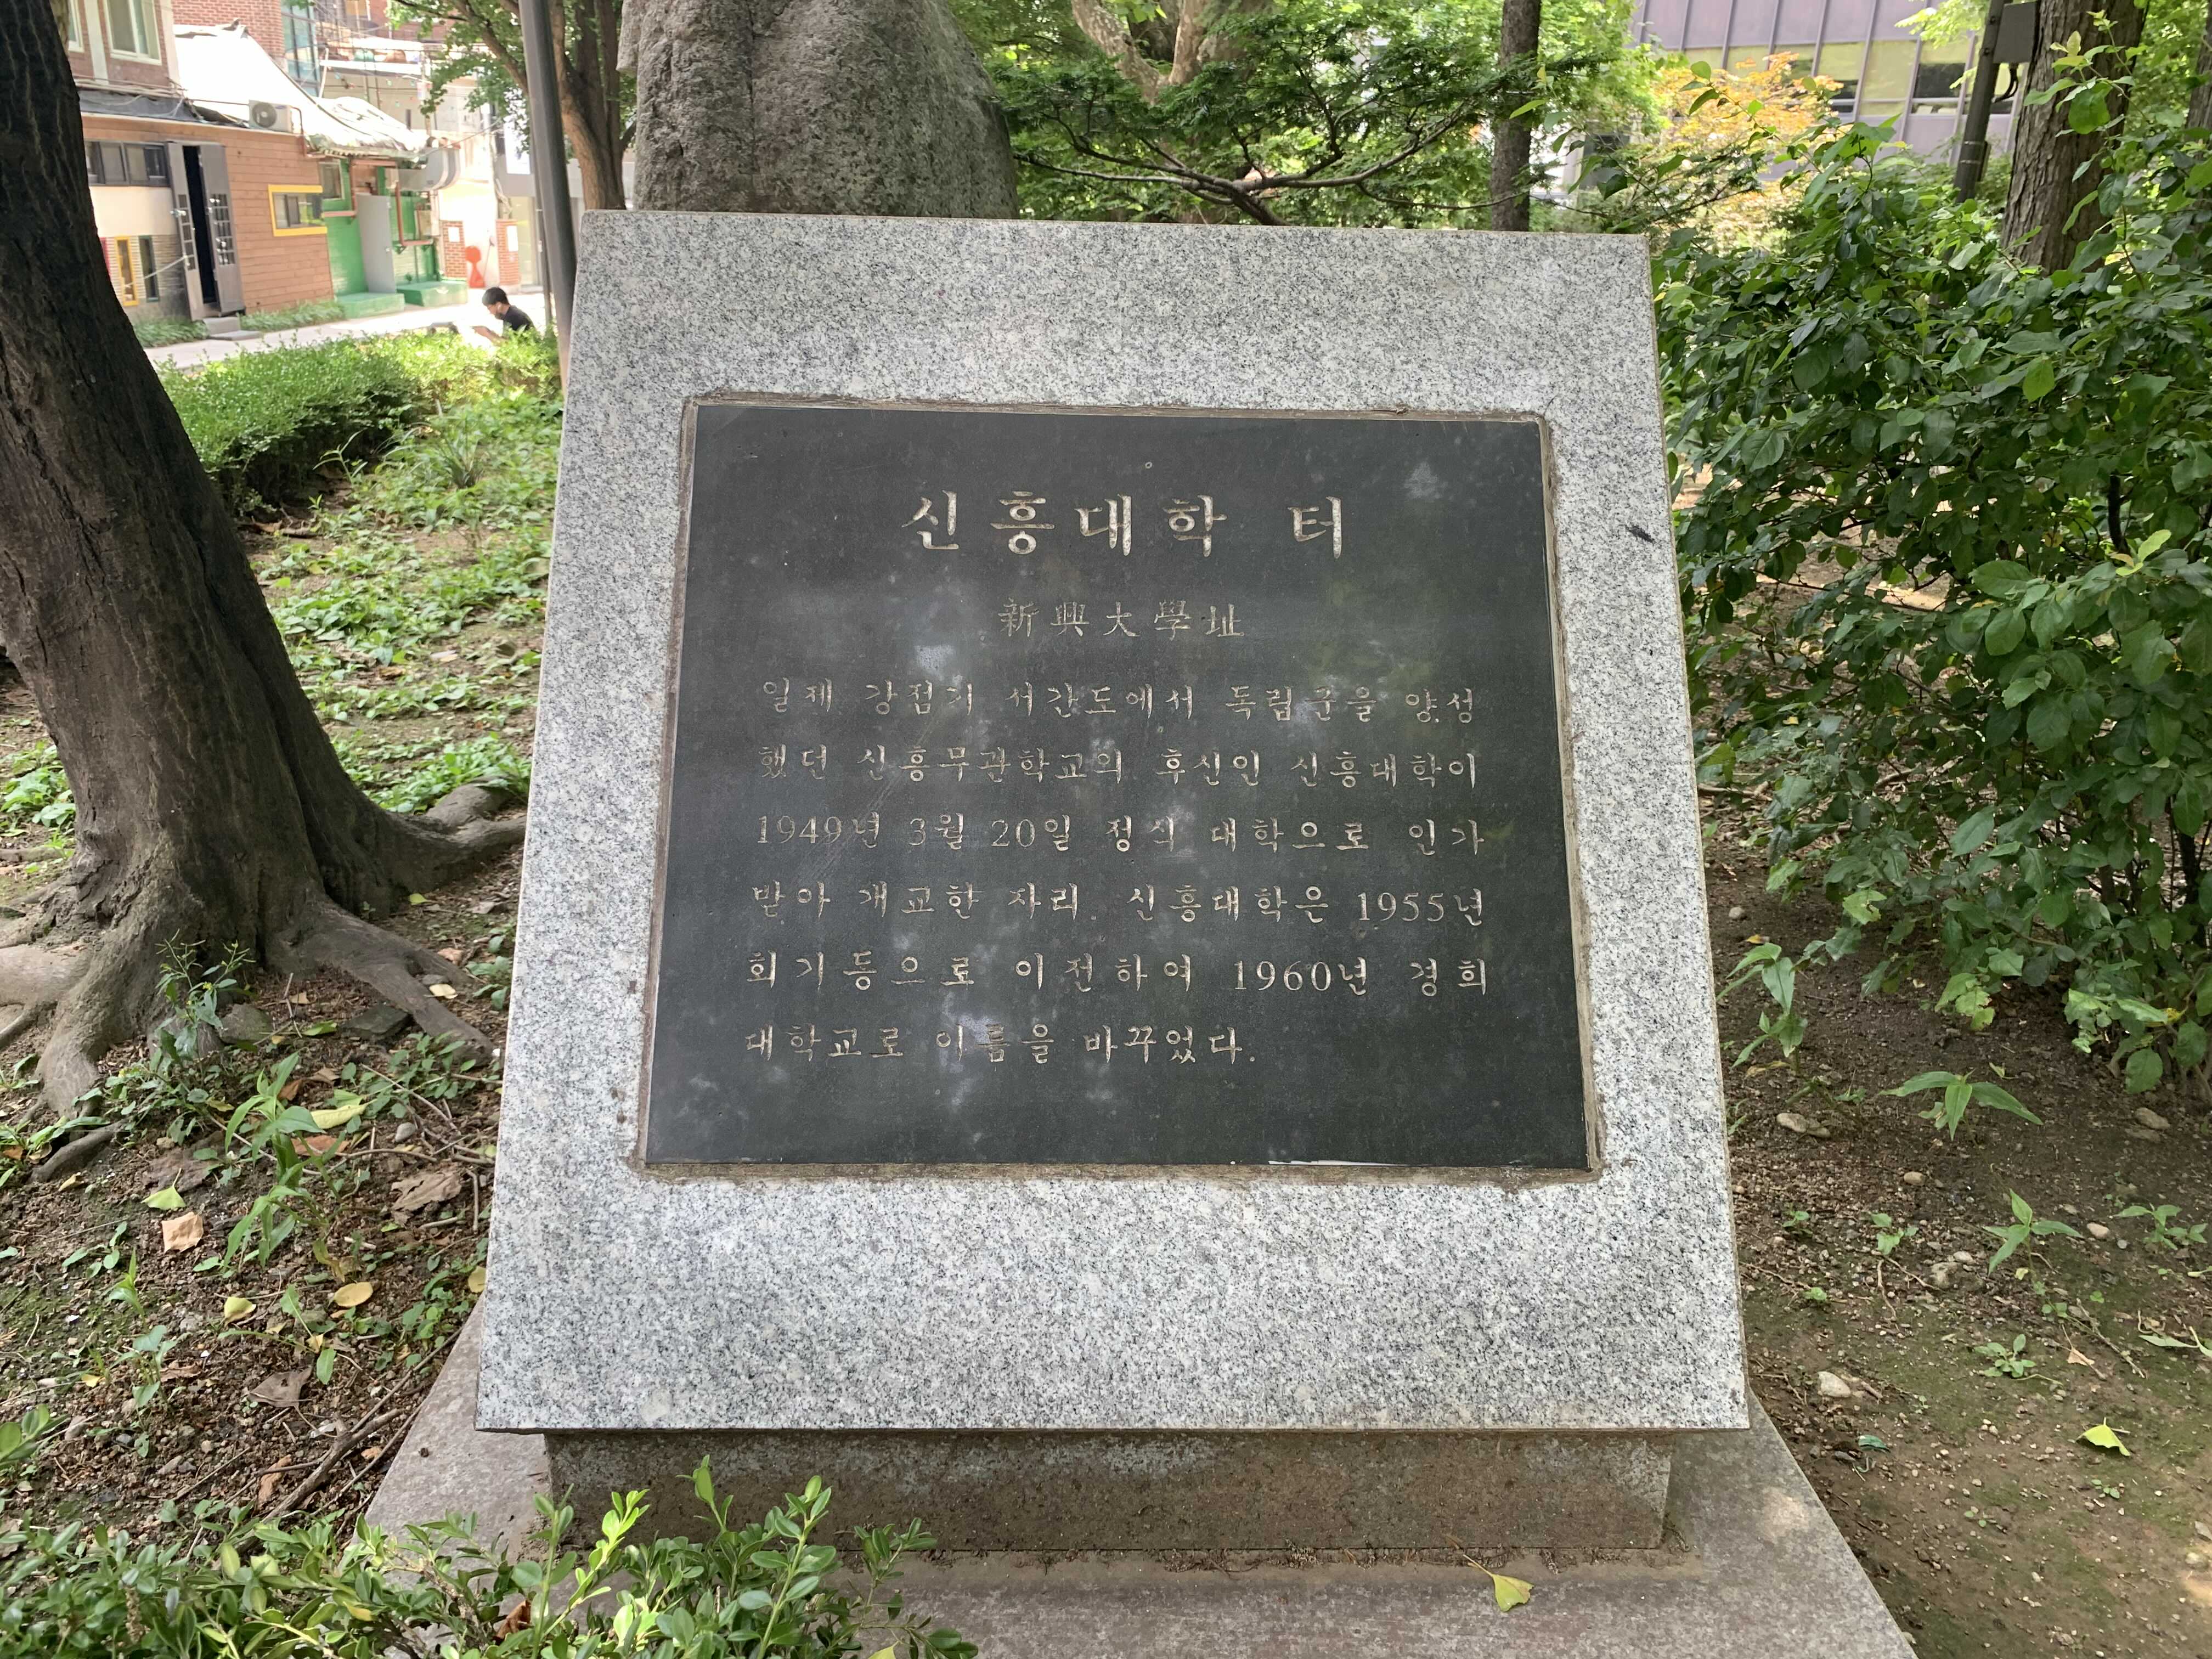 신흥대학 터
新興大學址
일제 강점기 서간도에서 독립군을 양성
했던 신흥무관학교의 후신인 신흥대학이
1949년 3월 20일 정식 대학으로 인가
받아 개교한 자리. 신흥대학은 1955년
회기동으로 이전하여 1960년 경희
대학교로 이름을 바꾸었다.